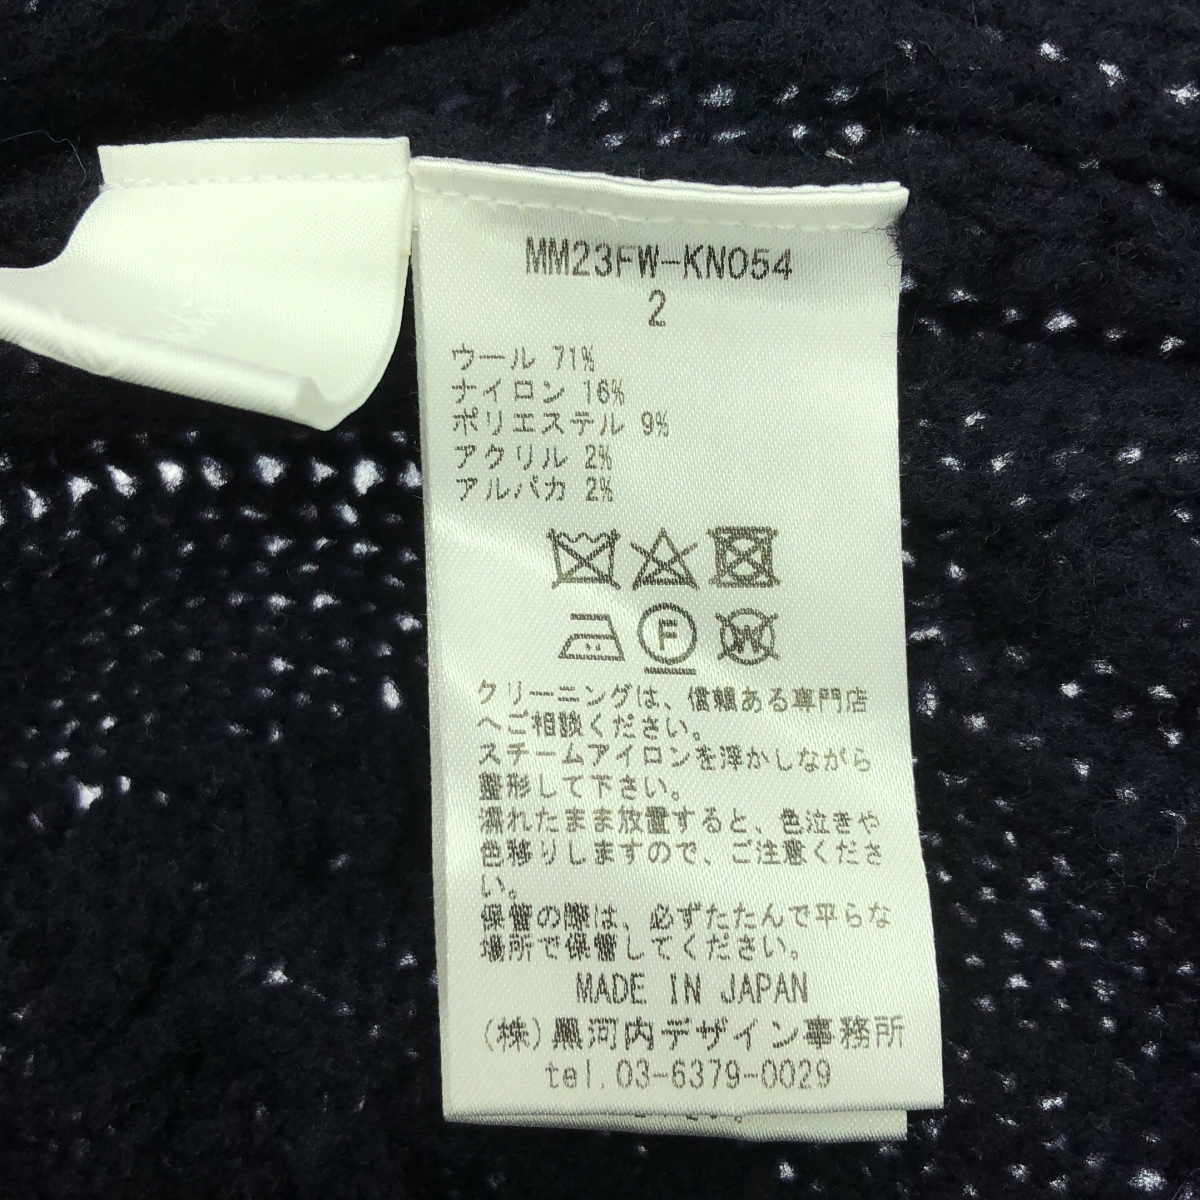 MM23FW-KN054
2
ウール 71%
ナイロン 16%
ポリエステル 9%
アクリル 2%
アルパカ 2%
F
W
クリーニングは、信頼ある専門店
へご相談ください。
スチームアイロンを浮かしながら
整形して下さい。
濡れたまま放置すると、色泣きや
色移りしますので、ご注意くださ
い。
保管の際は、必ずたたんで平らな
場所で保管してください。
MADE IN JAPAN
(株)黒河内デザイン事務所
tel.03-6379-0029